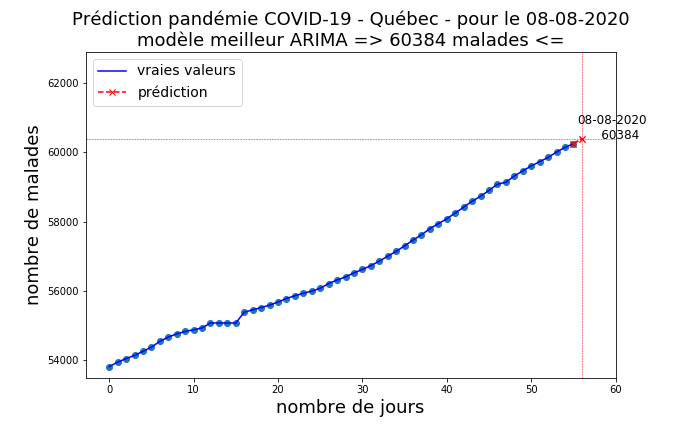 Prédiction pandémie COVID-19 - Québec - pour le 08-08-2020
modèle meilleur ARIMA => 60384 malades <=
vraies valeurs
prédiction
08-08-2020
60384
nombre de malades
62000
60000
58000
56000
54000
0 10 20 30 40 50 60
nombre de jours